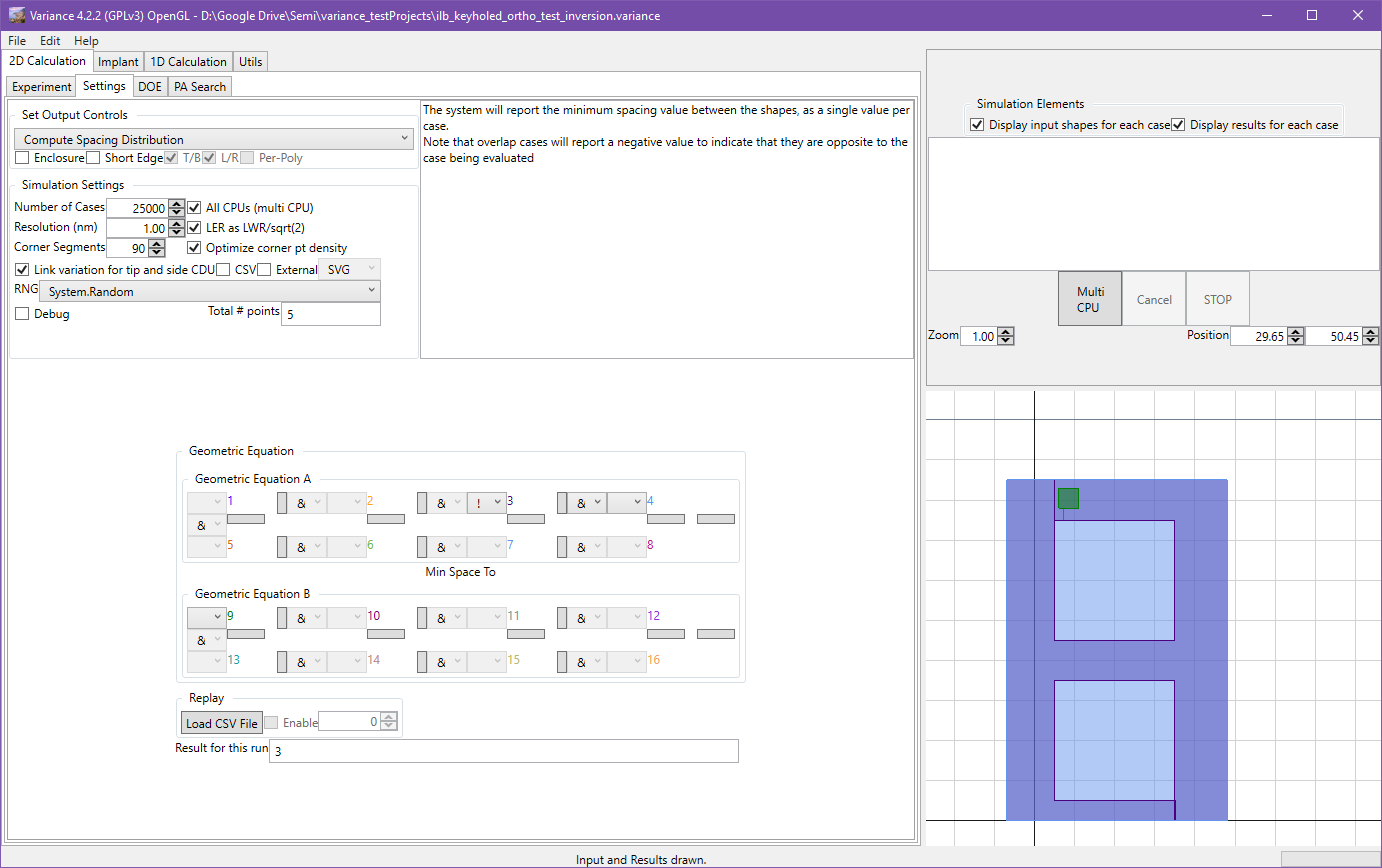 Variance 4.2.2 (GPLv3) OpenGL - D:\Google Drive\Semi\variance_testProjects\ilb_keyholed_ortho_test_inversion.variance
File Edit Help
2D Calculation Implant 1D Calculation Utils
Experiment Settings DOE PA Search
Set Output Controls
Compute Spacing Distribution
Enclosure Short Edge T/B L/R Per-Poly
Simulation Settings
Number of Cases 25000 All CPUs (multi CPU)
Resolution (nm) 1.00 LER as LWR/sqrt(2)
Corner Segments 90 Optimize corner pt density
Link variation for tip and side CDU CSV External SVG
RNG System.Random
Debug Total # points 5
The system will report the minimum spacing value between the shapes, as a single value per
case.
Note that overlap cases will report a negative value to indicate that they are opposite to the
case being evaluated
Geometric Equation
Geometric Equation A
1 & 2 & ! 3 & 4
&
5 & 6 & 7 & 8
Min Space To
Geometric Equation B
9 & 10 & 11 & 12
&
13 & 14 & 15 & 16
Replay
Load CSV File Enable 0
Result for this run 3
Simulation Elements
Display input shapes for each case Display results for each case
Multi
CPU
Cancel STOP
Zoom 1.00 Position 29.65 50.45
Input and Results drawn.